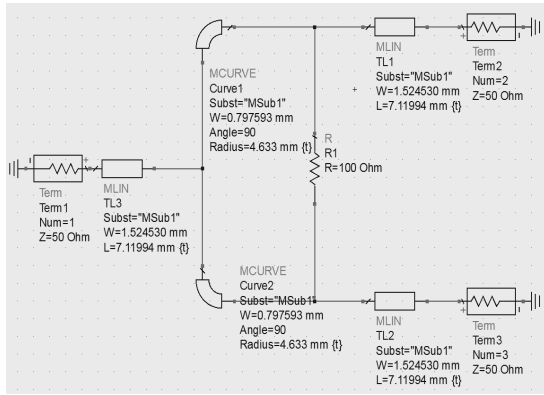 MCURVE
Curve1
Subst="MSub1"
W=0.797593 mm
Angle=90
Radius=4.633 mm {t}
MLIN
TL1
Subst="MSub1"
W=1.524530 mm
L=7.11994 mm {t}
Term
Term2
Num=2
Z=50 Ohm
R
R1
R=100 Ohm
Term
Term1
Num=1
Z=50 Ohm
MLIN
TL3
Subst="MSub1"
W=1.524530 mm
L=7.11994 mm {t}
MCURVE
Curve2
Subst="MSub1"
W=0.797593 mm
Angle=90
Radius=4.633 mm {t}
MLIN
TL2
Subst="MSub1"
W=1.524530 mm
L=7.11994 mm {t}
Term
Term3
Num=3
Z=50 Ohm